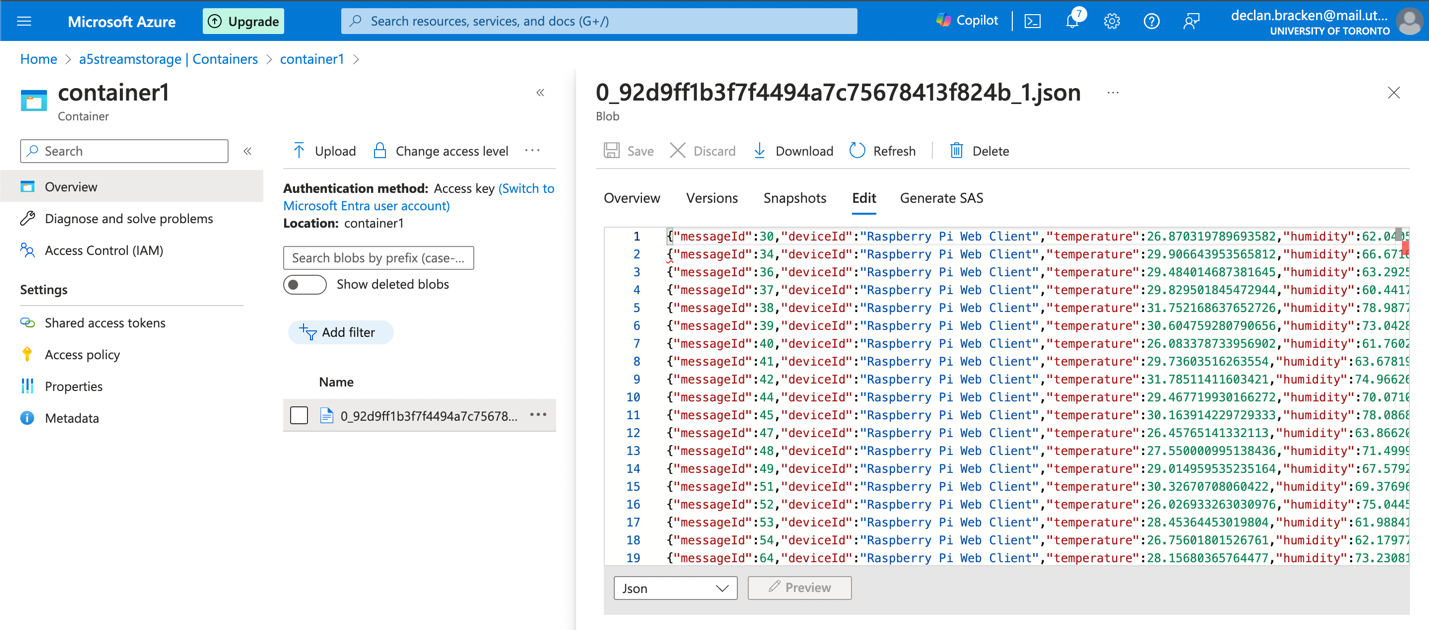 Microsoft Azure
Upgrade
Search resources, services, and docs (G+/)
Copilot
7
declan.bracken@mail.ut...
UNIVERSITY OF TORONTO
Home > a5streamstorage | Containers > container1 >
container1
Container
Search
Overview
Diagnose and solve problems
Access Control (IAM)
Settings
Shared access tokens
Access policy
Properties
Metadata
Upload
Change access level
Authentication method: Access key (Switch to
Microsoft Entra user account)
Location: container1
Search blobs by prefix (case-...
Show deleted blobs
Add filter
Name
0_92d9ff1b3f7f4494a7c75678...
0_92d9ff1b3f7f4494a7c75678413f824b_1.json
Blob
Save
Discard
Download
Refresh
Delete
Overview
Versions
Snapshots
Edit
Generate SAS
1 {"messageId":30,"deviceId":"Raspberry Pi Web Client","temperature":26.870319789693582,"humidity":62.0
2 {"messageId":34,"deviceId":"Raspberry Pi Web Client","temperature":29.906643953565812,"humidity":66.671
3 {"messageId":36,"deviceId":"Raspberry Pi Web Client","temperature":29.484014687381645,"humidity":63.2925
4 {"messageId":37,"deviceId":"Raspberry Pi Web Client","temperature":29.829501845472944,"humidity":60.4417
5 {"messageId":38,"deviceId":"Raspberry Pi Web Client","temperature":31.752168637652726,"humidity":78.9877
6 {"messageId":39,"deviceId":"Raspberry Pi Web Client","temperature":30.604759280790656,"humidity":73.0428
7 {"messageId":40,"deviceId":"Raspberry Pi Web Client","temperature":26.083378733956902,"humidity":61.7602
8 {"messageId":41,"deviceId":"Raspberry Pi Web Client","temperature":29.73603516263554,"humidity":63.67819
9 {"messageId":42,"deviceId":"Raspberry Pi Web Client","temperature":31.78511411603421,"humidity":74.96626
10 {"messageId":44,"deviceId":"Raspberry Pi Web Client","temperature":29.467719930166272,"humidity":70.0710
11 {"messageId":45,"deviceId":"Raspberry Pi Web Client","temperature":30.163914229729333,"humidity":78.0868
12 {"messageId":47,"deviceId":"Raspberry Pi Web Client","temperature":26.45765141332113,"humidity":63.86620
13 {"messageId":48,"deviceId":"Raspberry Pi Web Client","temperature":27.550000995138436,"humidity":71.4999
14 {"messageId":49,"deviceId":"Raspberry Pi Web Client","temperature":29.014959535235164,"humidity":67.5792
15 {"messageId":51,"deviceId":"Raspberry Pi Web Client","temperature":30.32670708060422,"humidity":69.37696
16 {"messageId":52,"deviceId":"Raspberry Pi Web Client","temperature":26.026933263030976,"humidity":75.0445
17 {"messageId":53,"deviceId":"Raspberry Pi Web Client","temperature":28.45364453019804,"humidity":61.98841
18 {"messageId":54,"deviceId":"Raspberry Pi Web Client","temperature":26.75601801526761,"humidity":62.17977
19 {"messageId":64,"deviceId":"Raspberry Pi Web Client","temperature":28.15680365764477,"humidity":73.23081
Json
Preview